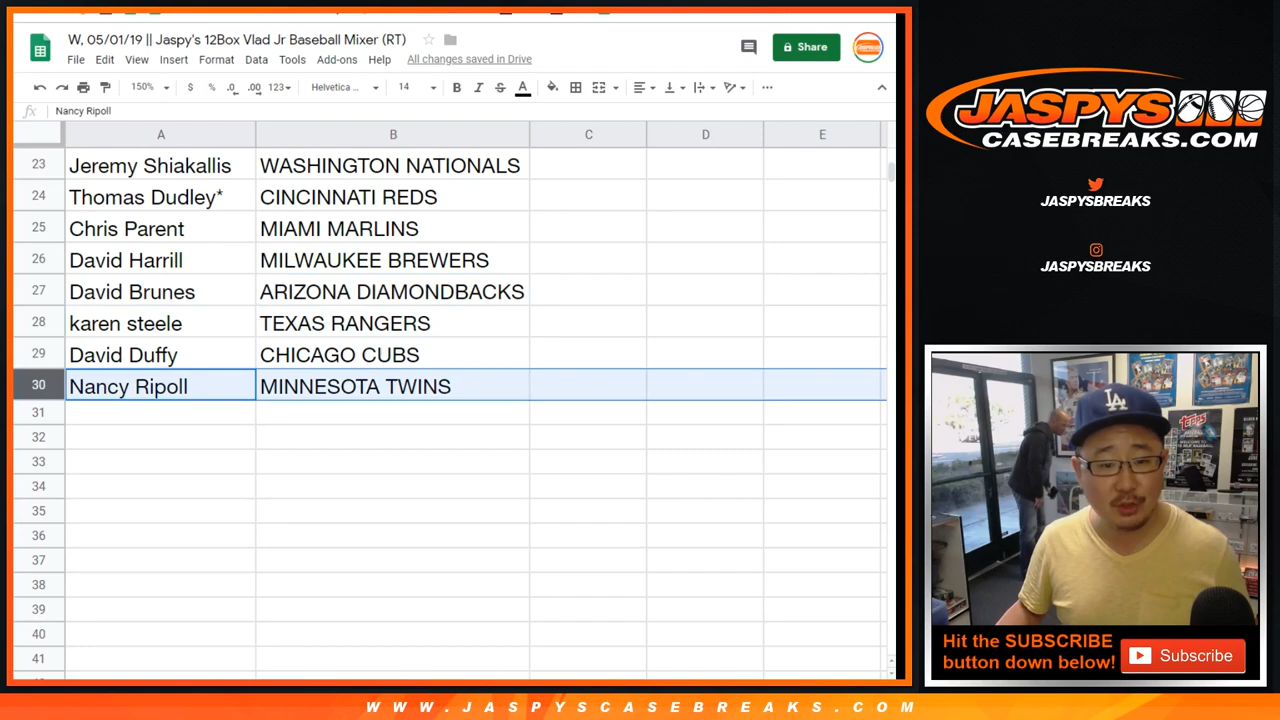 W, 05/01/19 || Jaspy's 12Box Vlad Jr Baseball Mixer (RT)
File Edit View Insert Format Data Tools Add-ons Help All changes saved in Drive
Share
150% $ % .0 .00 123 Helvetica ... 14 B I S A
fx Nancy Ripoll
A B C D E
23 Jeremy Shiakallis WASHINGTON NATIONALS
24 Thomas Dudley* CINCINNATI REDS
25 Chris Parent MIAMI MARLINS
26 David Harrill MILWAUKEE BREWERS
27 David Brunes ARIZONA DIAMONDBACKS
28 karen steele TEXAS RANGERS
29 David Duffy CHICAGO CUBS
30 Nancy Ripoll MINNESOTA TWINS
31
32
33
34
35
36
37
38
39
40
41
JASPYS
CASEBREAKS.COM
JASPYSBREAKS
JASPYSBREAKS
LA
TOPPS
Hit the SUBSCRIBE
button down below!
Subscribe
WWW.JASPYSCASEBREAKS.COM